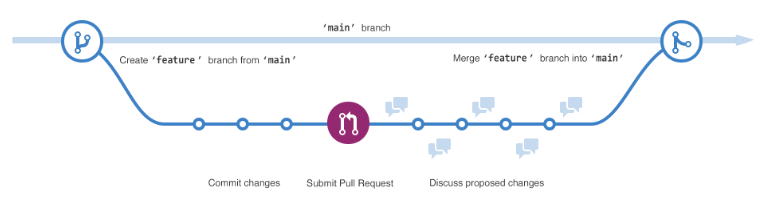 ‘main’ branch
Create ‘feature’ branch from ‘main’
Merge ‘feature’ branch into ‘main’
Commit changes
Submit Pull Request
Discuss proposed changes